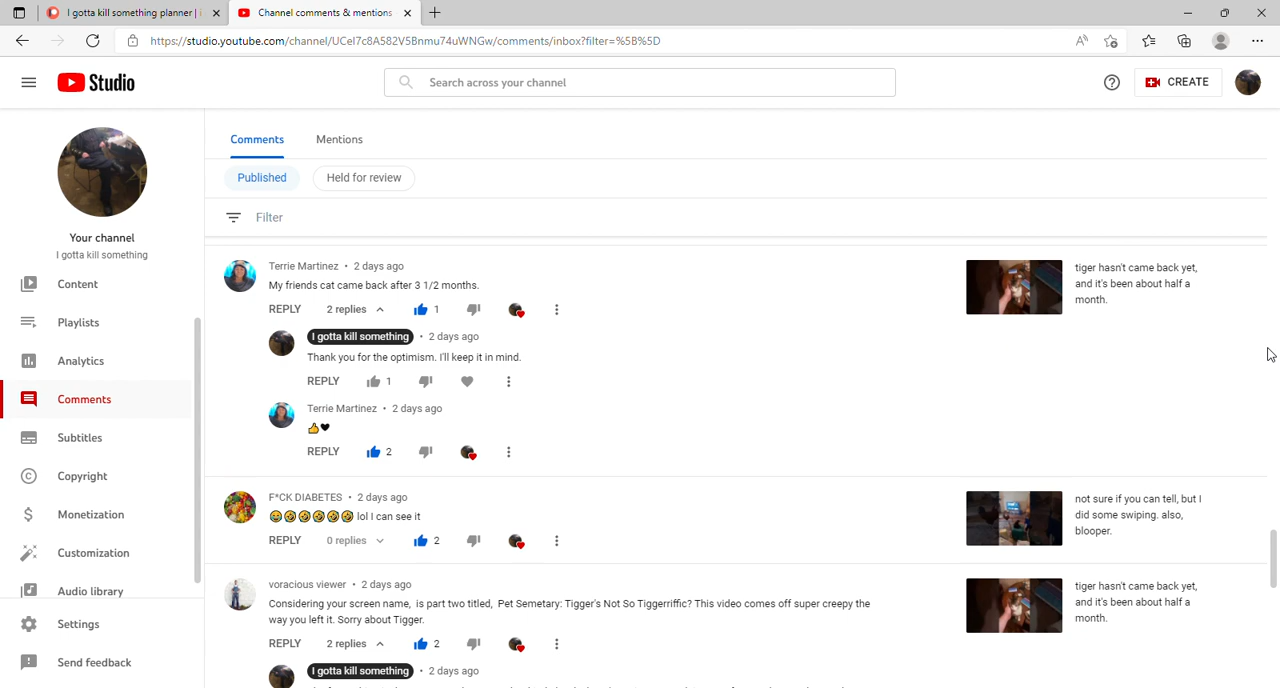 I gotta kill something planner |
Channel comments & mentions
https://studio.youtube.com/channel/UCeI7c8A582V5Bnmu74uWNGw/comments/inbox?filter=%5B%5D
Studio
Search across your channel
CREATE
Your channel
I gotta kill something
Content
Playlists
Analytics
Comments
Subtitles
Copyright
Monetization
Customization
Audio library
Settings
Send feedback
Comments Mentions
Published Held for review
Filter
Terrie Martinez • 2 days ago
My friends cat came back after 3 1/2 months.
REPLY 2 replies 1
tiger hasn't came back yet,
and it's been about half a
month.
I gotta kill something • 2 days ago
Thank you for the optimism. I'll keep it in mind.
REPLY 1
Terrie Martinez • 2 days ago
👍🖤
REPLY 2
F*CK DIABETES • 2 days ago
😂🤣🤣🤣🤣🤣 lol I can see it
REPLY 0 replies 2
not sure if you can tell, but I
did some swiping. also,
blooper.
voracious viewer • 2 days ago
Considering your screen name, is part two titled, Pet Semetary: Tigger's Not So Tiggerriffic? This video comes off super creepy the
way you left it. Sorry about Tigger.
REPLY 2 replies 2
tiger hasn't came back yet,
and it's been about half a
month.
I gotta kill something • 2 days ago